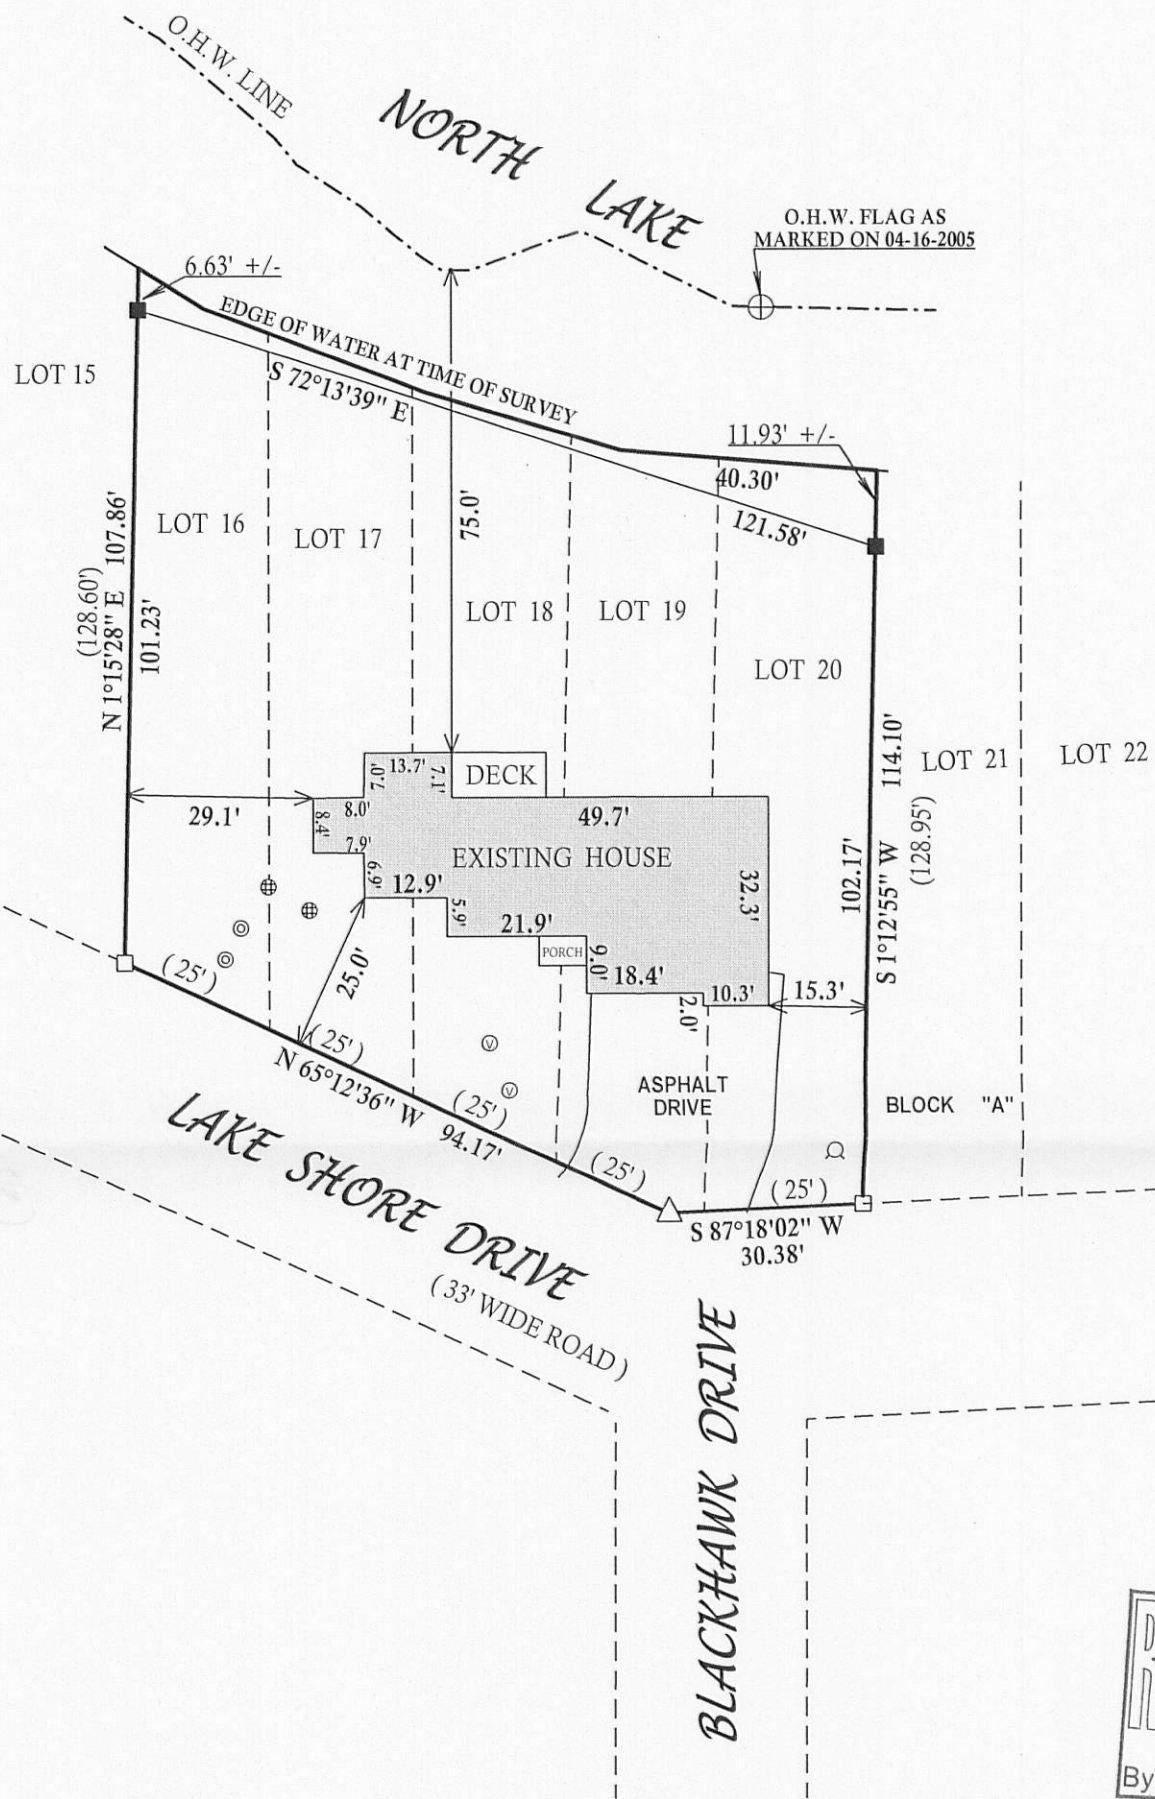 O.H.W. LINE
NORTH LAKE
O.H.W. FLAG AS
MARKED ON 04-16-2005
6.63' +/-
EDGE OF WATER AT TIME OF SURVEY
S 72°13'39" E
LOT 15
11.93' +/-
40.30'
121.58'
75.0'
LOT 16
LOT 17
LOT 18
LOT 19
LOT 20
LOT 21
LOT 22
(128.60')
N 1°15'28" E 107.86'
101.23'
114.10'
(128.95')
102.17'
S 1°12'55" W
29.1'
13.7'
7.0'
7.1'
DECK
8.0'
8.4'
7.9'
6.9'
49.7'
EXISTING HOUSE
32.3'
12.9'
5.9'
21.9'
PORCH
9.0'
18.4'
2.0'
10.3'
15.3'
25.0'
(25')
(25')
(25')
(25')
(25')
V
V
ASPHALT
DRIVE
BLOCK "A"
N 65°12'36" W 94.17'
S 87°18'02" W
30.38'
LAKE SHORE DRIVE
(33' WIDE ROAD)
BLACKHAWK DRIVE
By